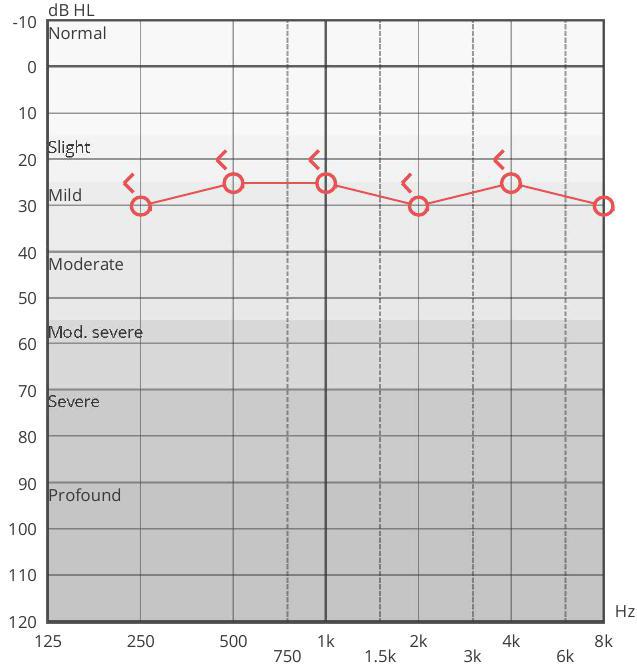 dB HL
-10
Normal
0
10
Slight
20
Mild
30
40
Moderate
50
Mod. severe
60
70
Severe
80
90
Profound
100
110
120
Hz
125 250 500 1k 2k 4k 8k
750 1.5k 3k 6k